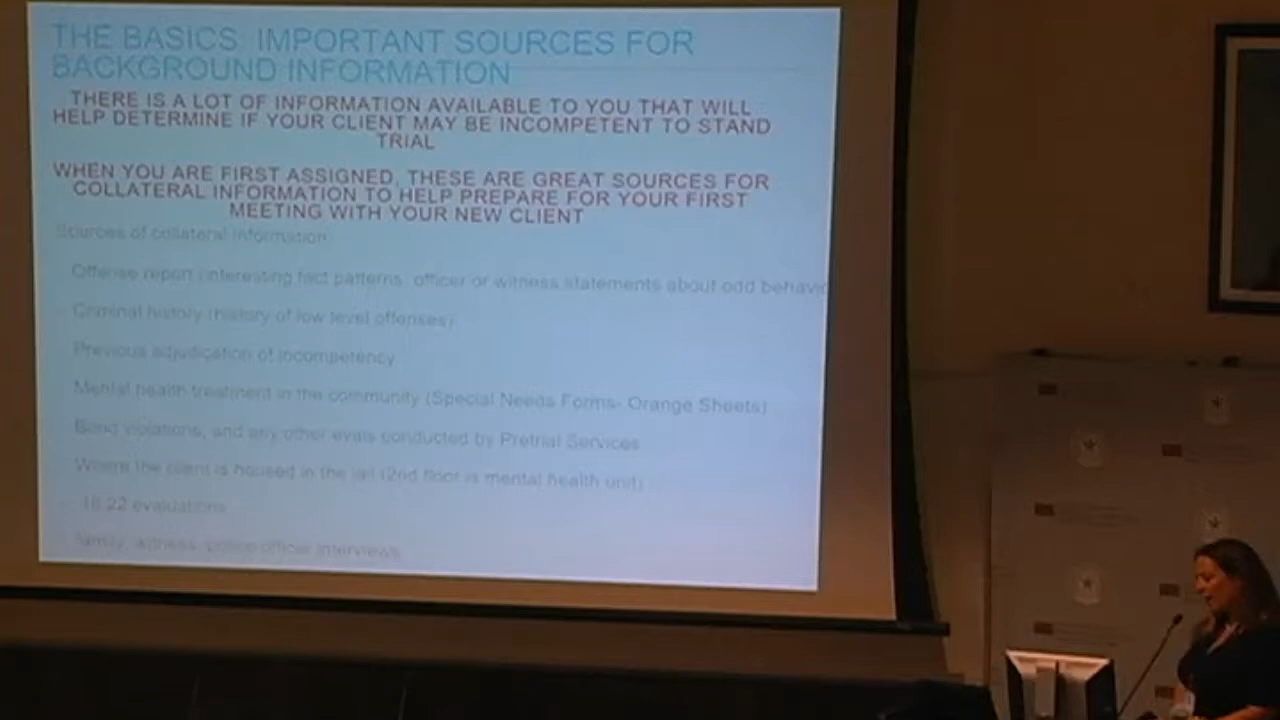 THE BASICS: IMPORTANT SOURCES FOR
BACKGROUND INFORMATION
THERE IS A LOT OF INFORMATION AVAILABLE TO YOU THAT WILL
HELP DETERMINE IF YOUR CLIENT MAY BE INCOMPETENT TO STAND
TRIAL
WHEN YOU ARE FIRST ASSIGNED, THESE ARE GREAT SOURCES FOR
COLLATERAL INFORMATION TO HELP PREPARE FOR YOUR FIRST
MEETING WITH YOUR NEW CLIENT
Sources of collateral information
Offense report (interesting fact patterns, officer or witness statements about odd behavio
Criminal history (history of low level offenses)
Previous adjudication of incompetency
Mental health treatment in the community (Special Needs Forms- Orange Sheets)
Bond violations, and any other evals conducted by Pretrial Services
Where the client is housed in the jail (2nd floor is mental health unit)
16.22 evaluations
family, witness, police officer interviews